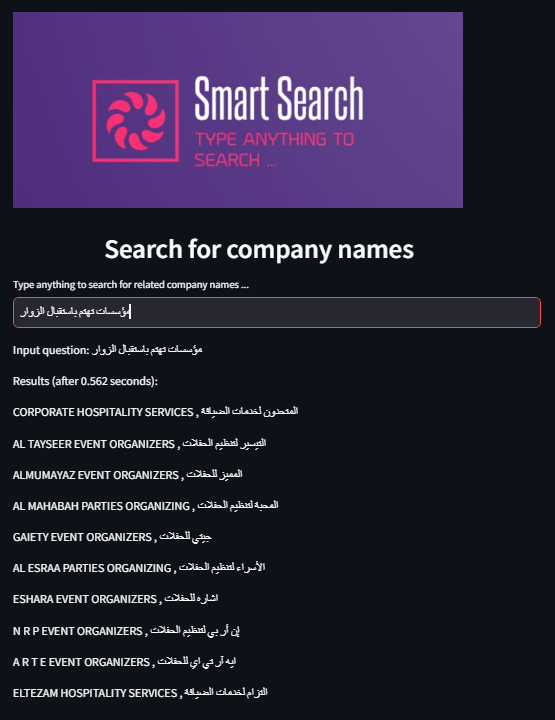 Smart Search
TYPE ANYTHING TO
SEARCH ...
Search for company names
Type anything to search for related company names ...
مؤسسات تهتم باستقبال الزوار
Input question: مؤسسات تهتم باستقبال الزوار
Results (after 0.562 seconds):
CORPORATE HOSPITALITY SERVICES , المتحدون لخدمات الضيافة
AL TAYSEER EVENT ORGANIZERS , التيسير لتنظيم الحفلات
ALMUMAYAZ EVENT ORGANIZERS , المميز للحفلات
AL MAHABAH PARTIES ORGANIZING , المحبة لتنظيم الحفلات
GAIETY EVENT ORGANIZERS , جيتي للحفلات
AL ESRAA PARTIES ORGANIZING , الأسراء لتنظيم الحفلات
ESHARA EVENT ORGANIZERS , اشاره للحفلات
N R P EVENT ORGANIZERS , إن أر بي لتنظيم الحفلات
A R T E EVENT ORGANIZERS , ايه آر تي اي للحفلات
ELTEZAM HOSPITALITY SERVICES , التزام لخدمات الضيافة